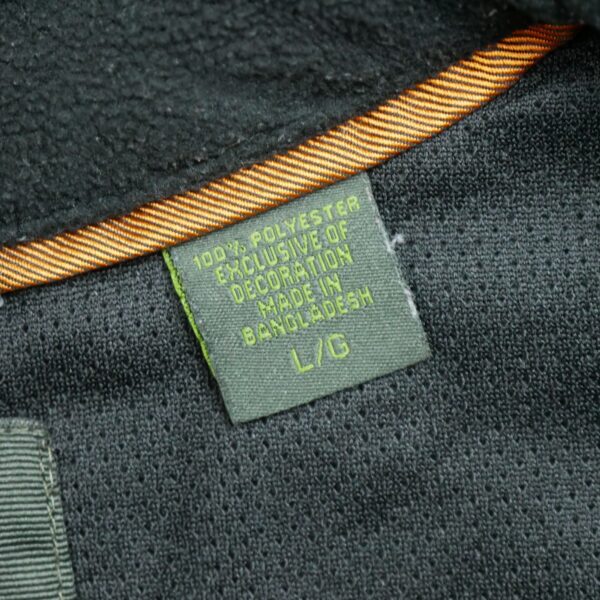 100% POLYESTER
EXCLUSIVE OF
DECORATION
MADE IN
BANGLADESH
L/G